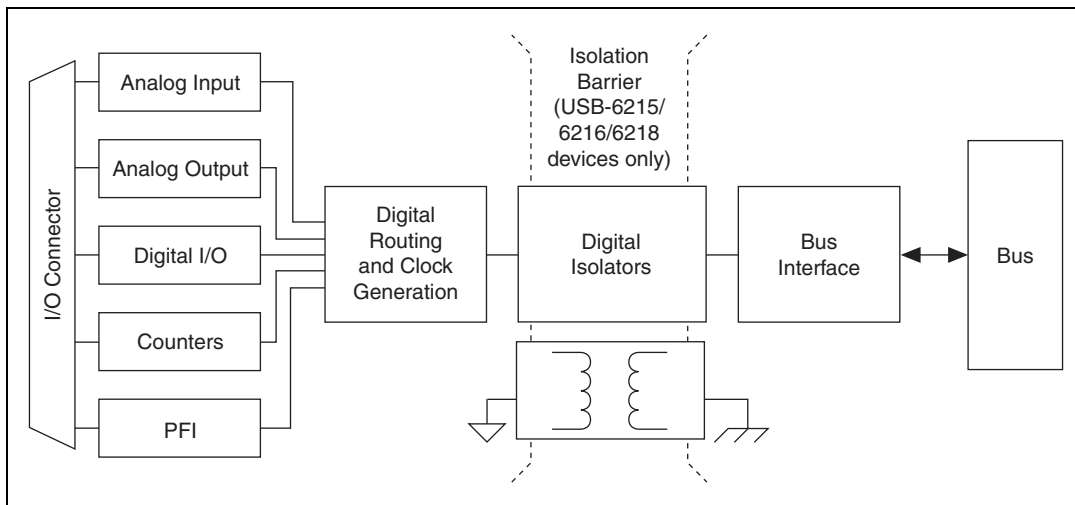 I/O Connector
Analog Input
Analog Output
Digital I/O
Counters
PFI
Digital
Routing
and Clock
Generation
Isolation
Barrier
(USB-6215/
6216/6218
devices only)
Digital
Isolators
Bus
Interface
Bus